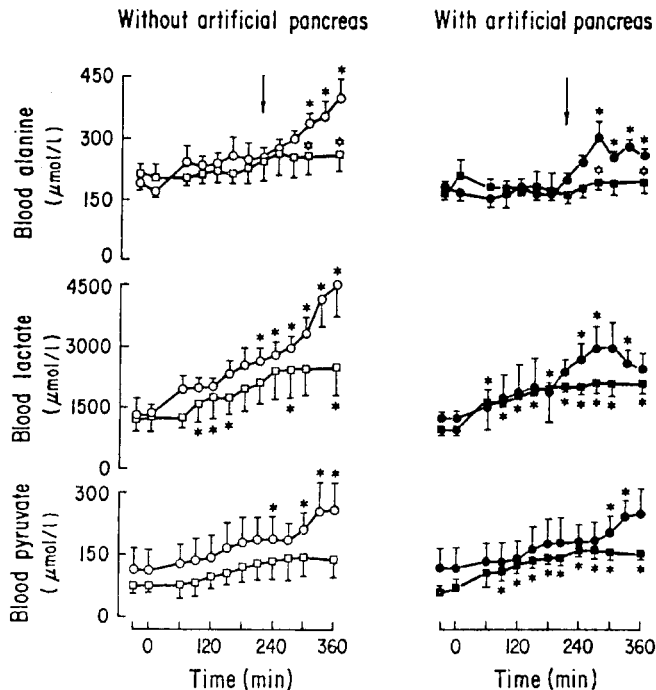 Without artificial pancreas
With artificial pancreas
Blood alanine
(μmol/l)
450
300
150
0
Blood lactate
(μmol/l)
4500
3000
1500
0
Blood pyruvate
(μmol/l)
300
150
0
0 120 240 360
Time (min)
0 120 240 360
Time (min)